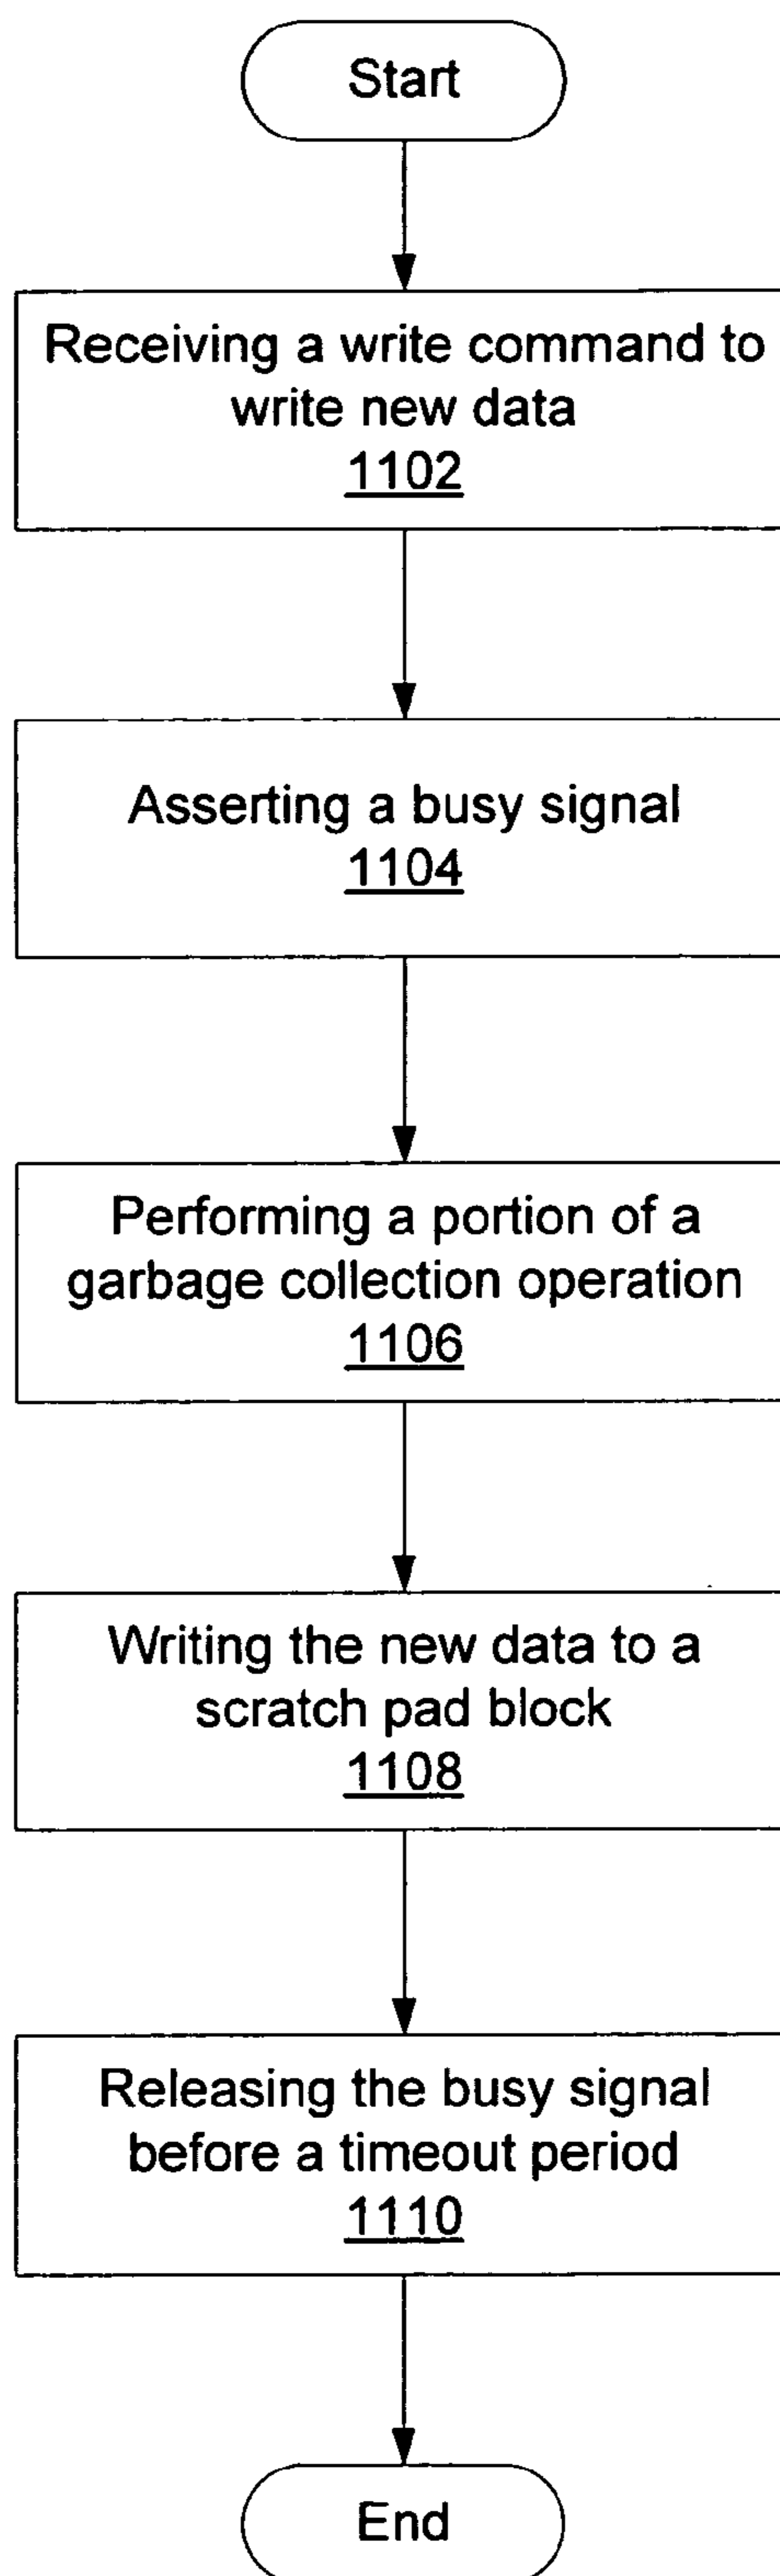 Start
Receiving a write command to
write new data
1102
Asserting a busy signal
1104
Performing a portion of a
garbage collection operation
1106
Writing the new data to a
scratch pad block
1108
Releasing the busy signal
before a timeout period
1110
End